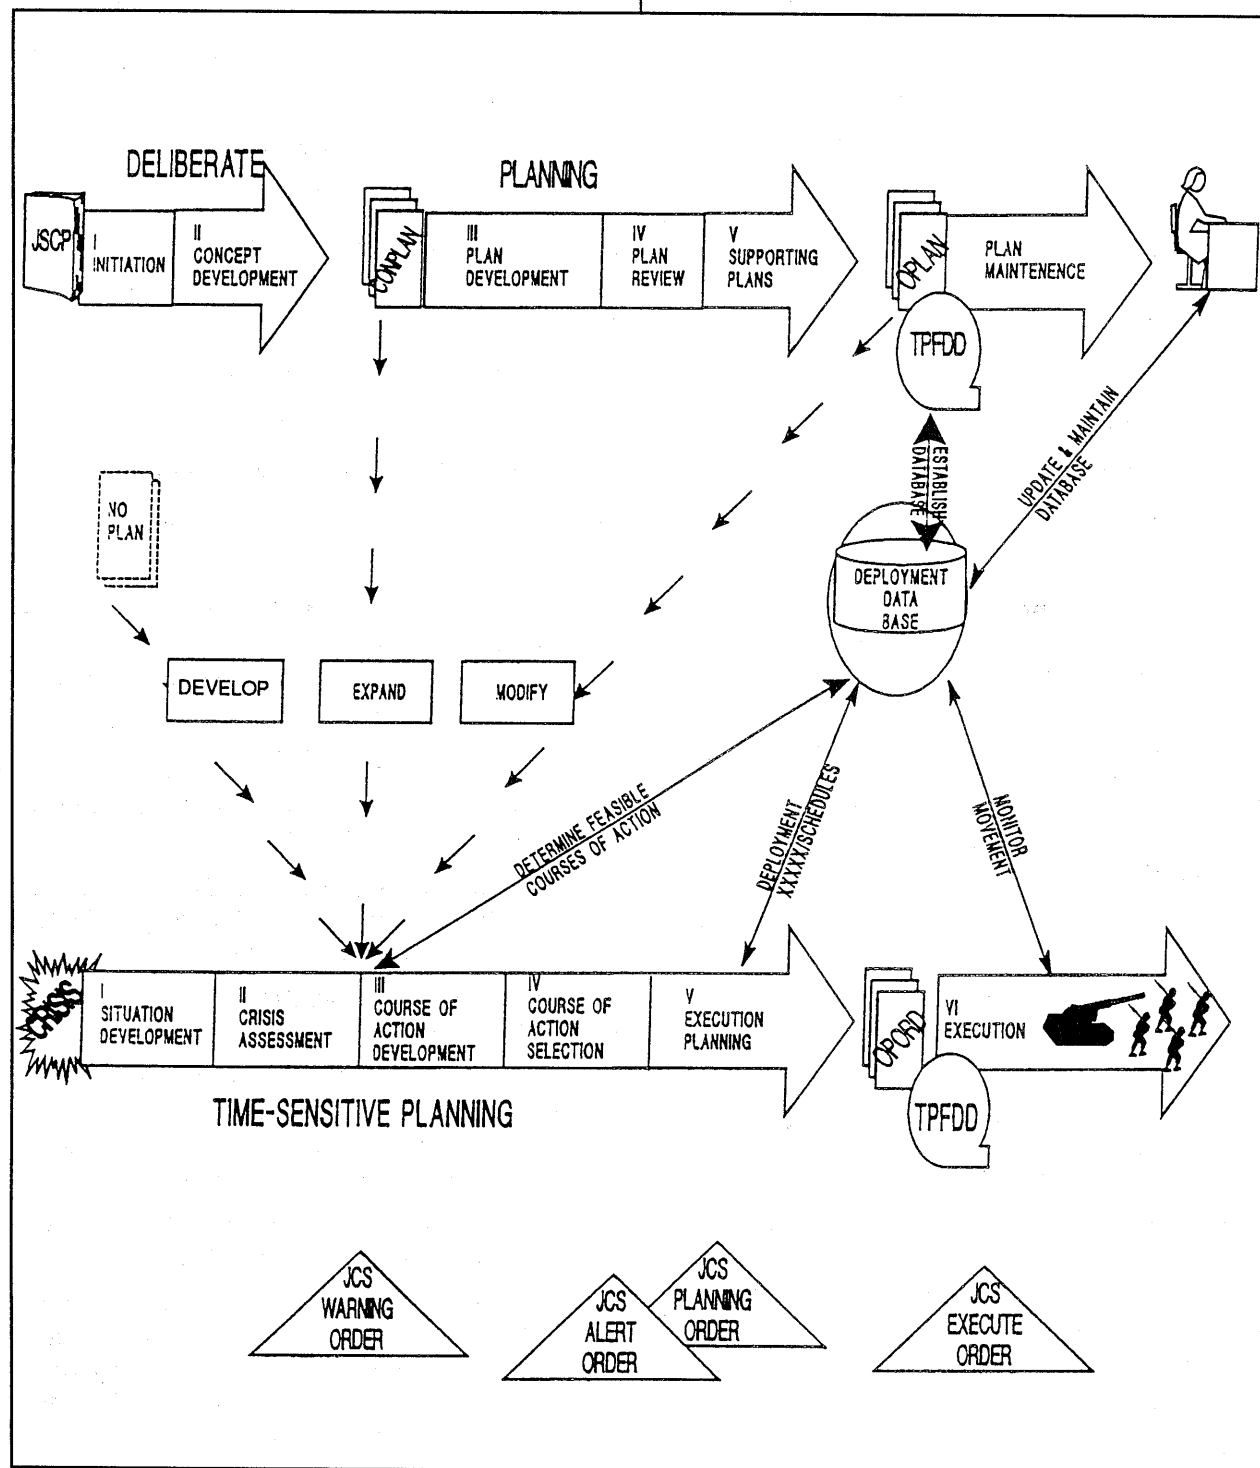 DELIBERATE
PLANNING
JSCP
I
INITIATION
II
CONCEPT
DEVELOPMENT
CONPLAN
III
PLAN
DEVELOPMENT
IV
PLAN
REVIEW
V
SUPPORTING
PLANS
OPLAN
PLAN
MAINTENENCE
TPFDD
ESTABLISH
DATABASE
UPDATE & MAINTAIN
DATABASE
NO
PLAN
DEPLOYMENT
DATA
BASE
DEVELOP
EXPAND
MODIFY
DETERMINE FEASIBLE
COURSES OF ACTION
DEPLOYMENT
XXXXX/SCHEDULES
MONITOR
MOVEMENT
CRISIS
I
SITUATION
DEVELOPMENT
II
CRISIS
ASSESSMENT
III
COURSE OF
ACTION
DEVELOPMENT
IV
COURSE OF
ACTION
SELECTION
V
EXECUTION
PLANNING
OPORD
VI
EXECUTION
TPFDD
TIME-SENSITIVE PLANNING
JCS
WARNING
ORDER
JCS
ALERT
ORDER
JCS
PLANNING
ORDER
JCS
EXECUTE
ORDER